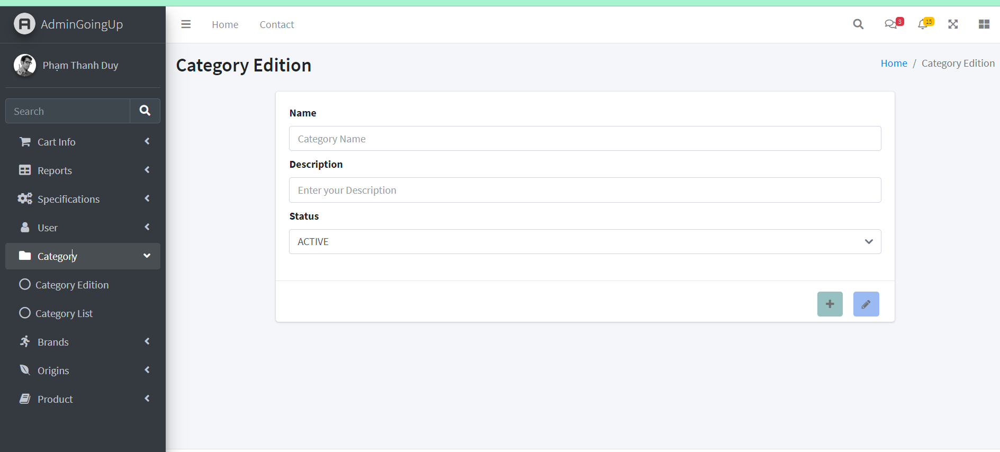 AdminGoingUp
Home
Contact
3
15
Phạm Thanh Duy
Category Edition
Home / Category Edition
Search
Cart Info
Reports
Specifications
User
Category
Category Edition
Category List
Brands
Origins
Product
Name
Category Name
Description
Enter your Description
Status
ACTIVE